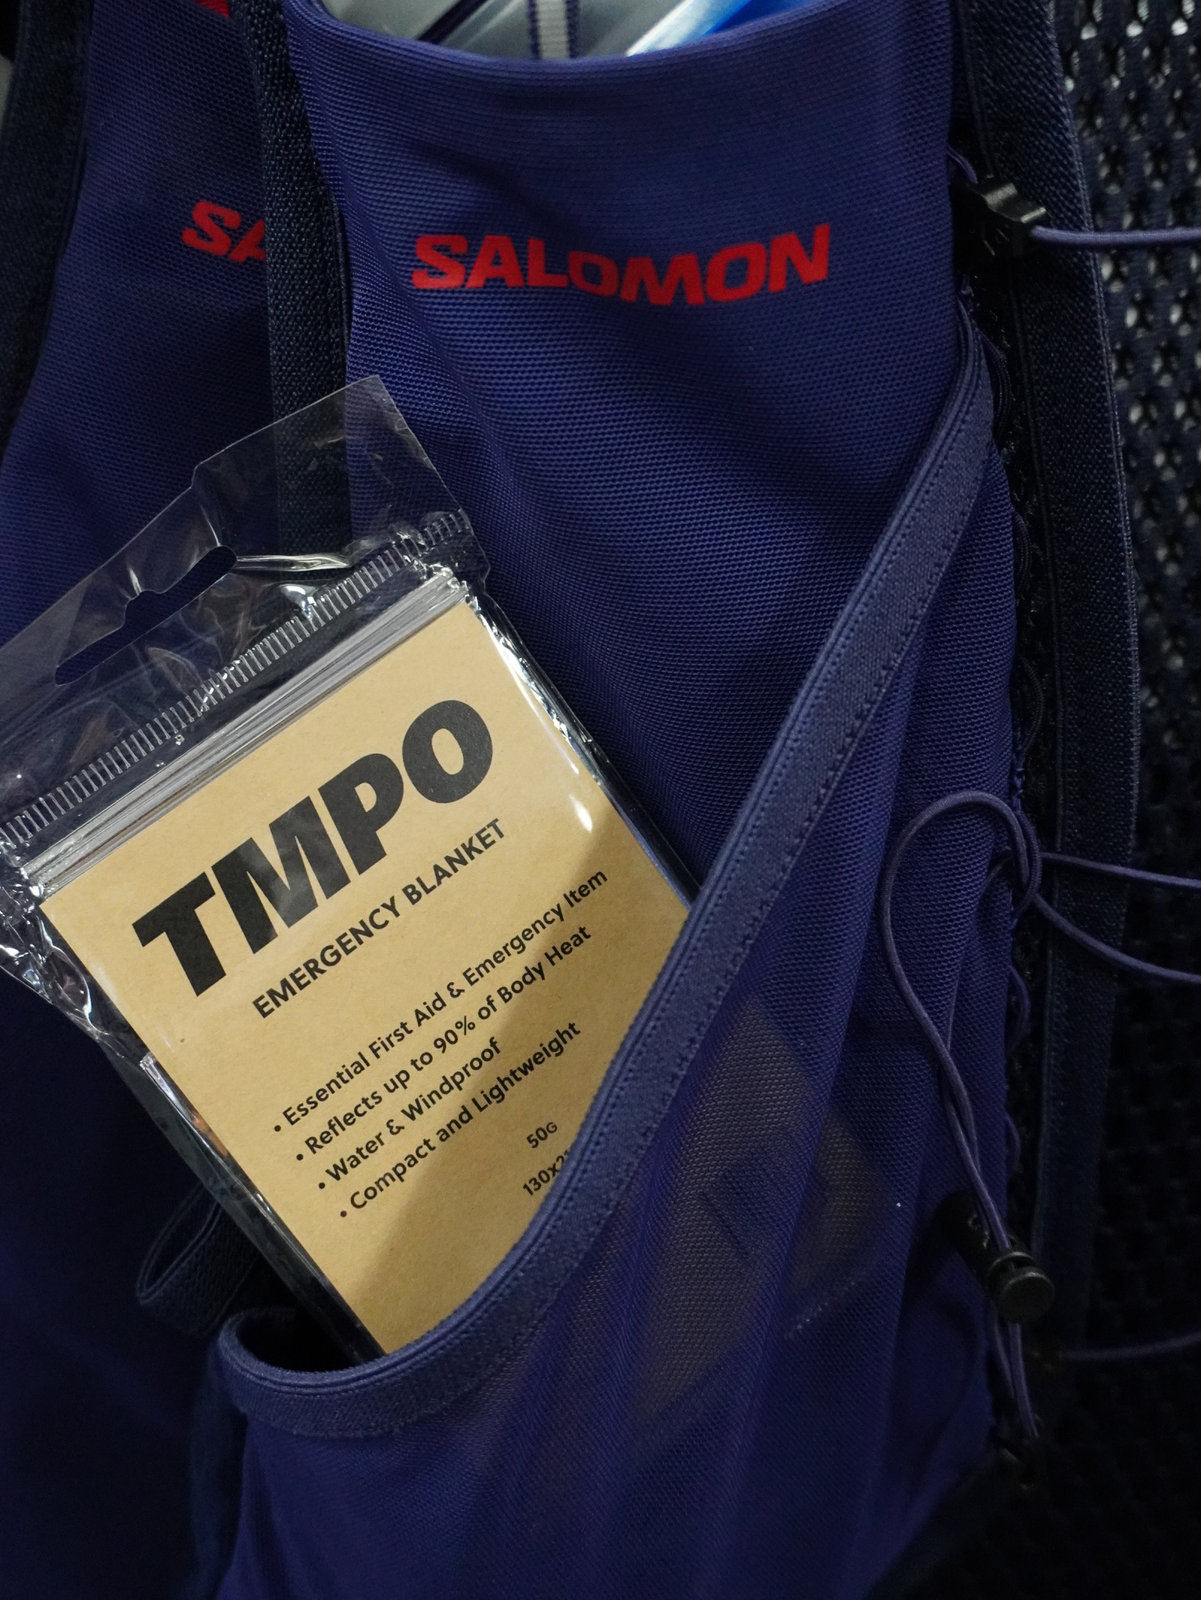 SALOMON
TMPO
EMERGENCY BLANKET
• Essential First Aid & Emergency Item
• Reflects up to 90% of Body Heat
• Water & Windproof
• Compact and Lightweight
50G